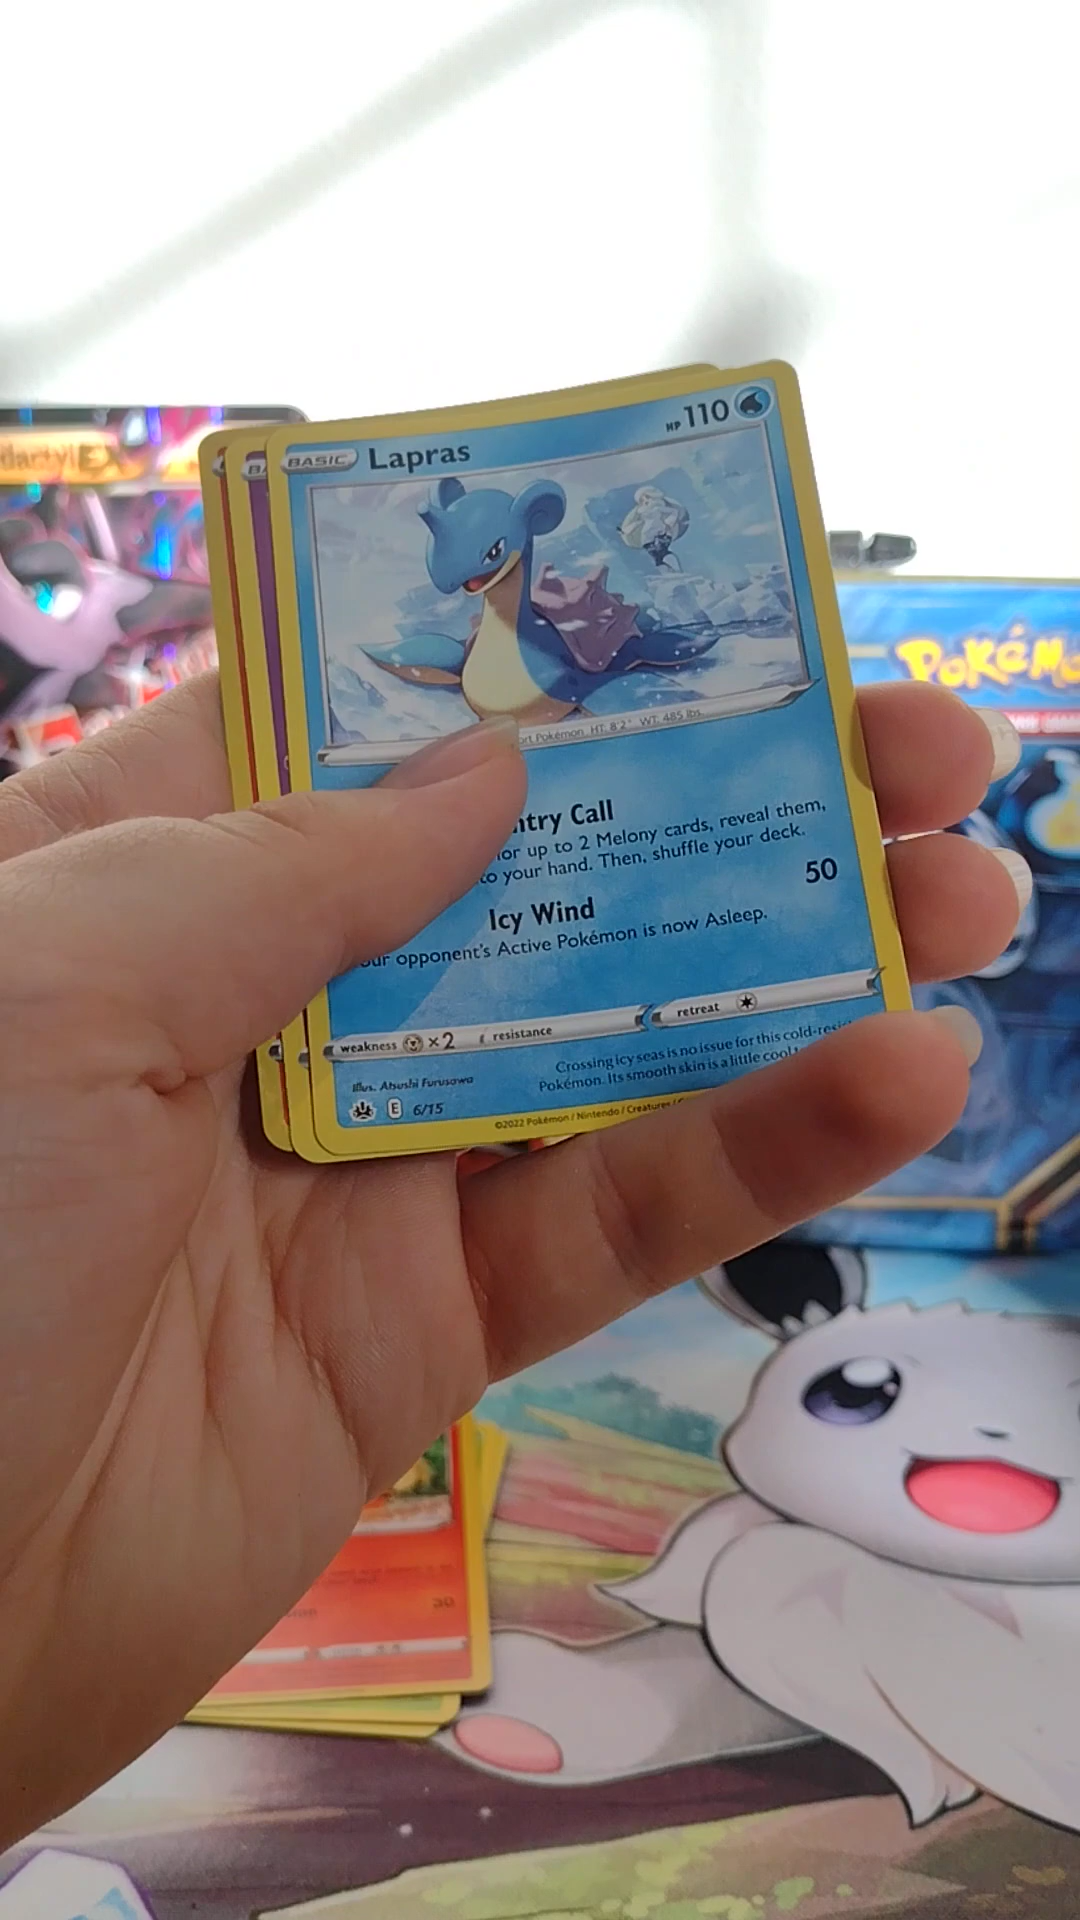 dactylEX
BASIC Lapras HP 110
ort Pokémon HT: 8'2" WT: 485 lbs.
ntry Call
or up to 2 Melony cards, reveal them,
to your hand. Then, shuffle your deck.
Icy Wind 50
our opponent's Active Pokémon is now Asleep.
weakness ×2 resistance retreat
Illus. Atsushi Furusawa
Crossing icy seas is no issue for this cold-resis
Pokémon. Its smooth skin is a little cool
E 6/15
©2022 Pokémon / Nintendo / Creatures /
POKÉMO
30